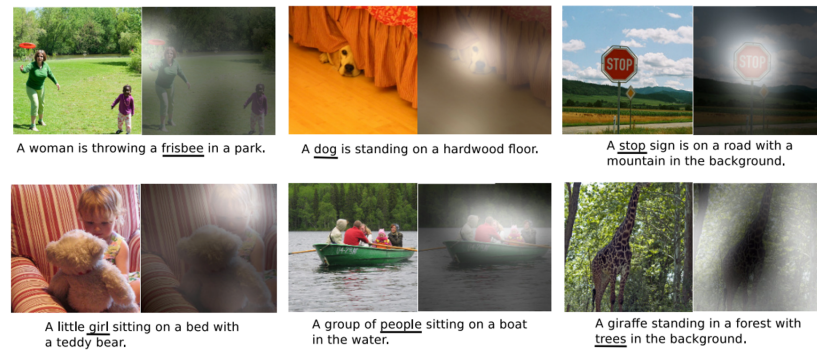 STOP
STOP
A woman is throwing a frisbee in a park.
A dog is standing on a hardwood floor.
A stop sign is on a road with a
mountain in the background.
A little girl sitting on a bed with
a teddy bear.
A group of people sitting on a boat
in the water.
A giraffe standing in a forest with
trees in the background.